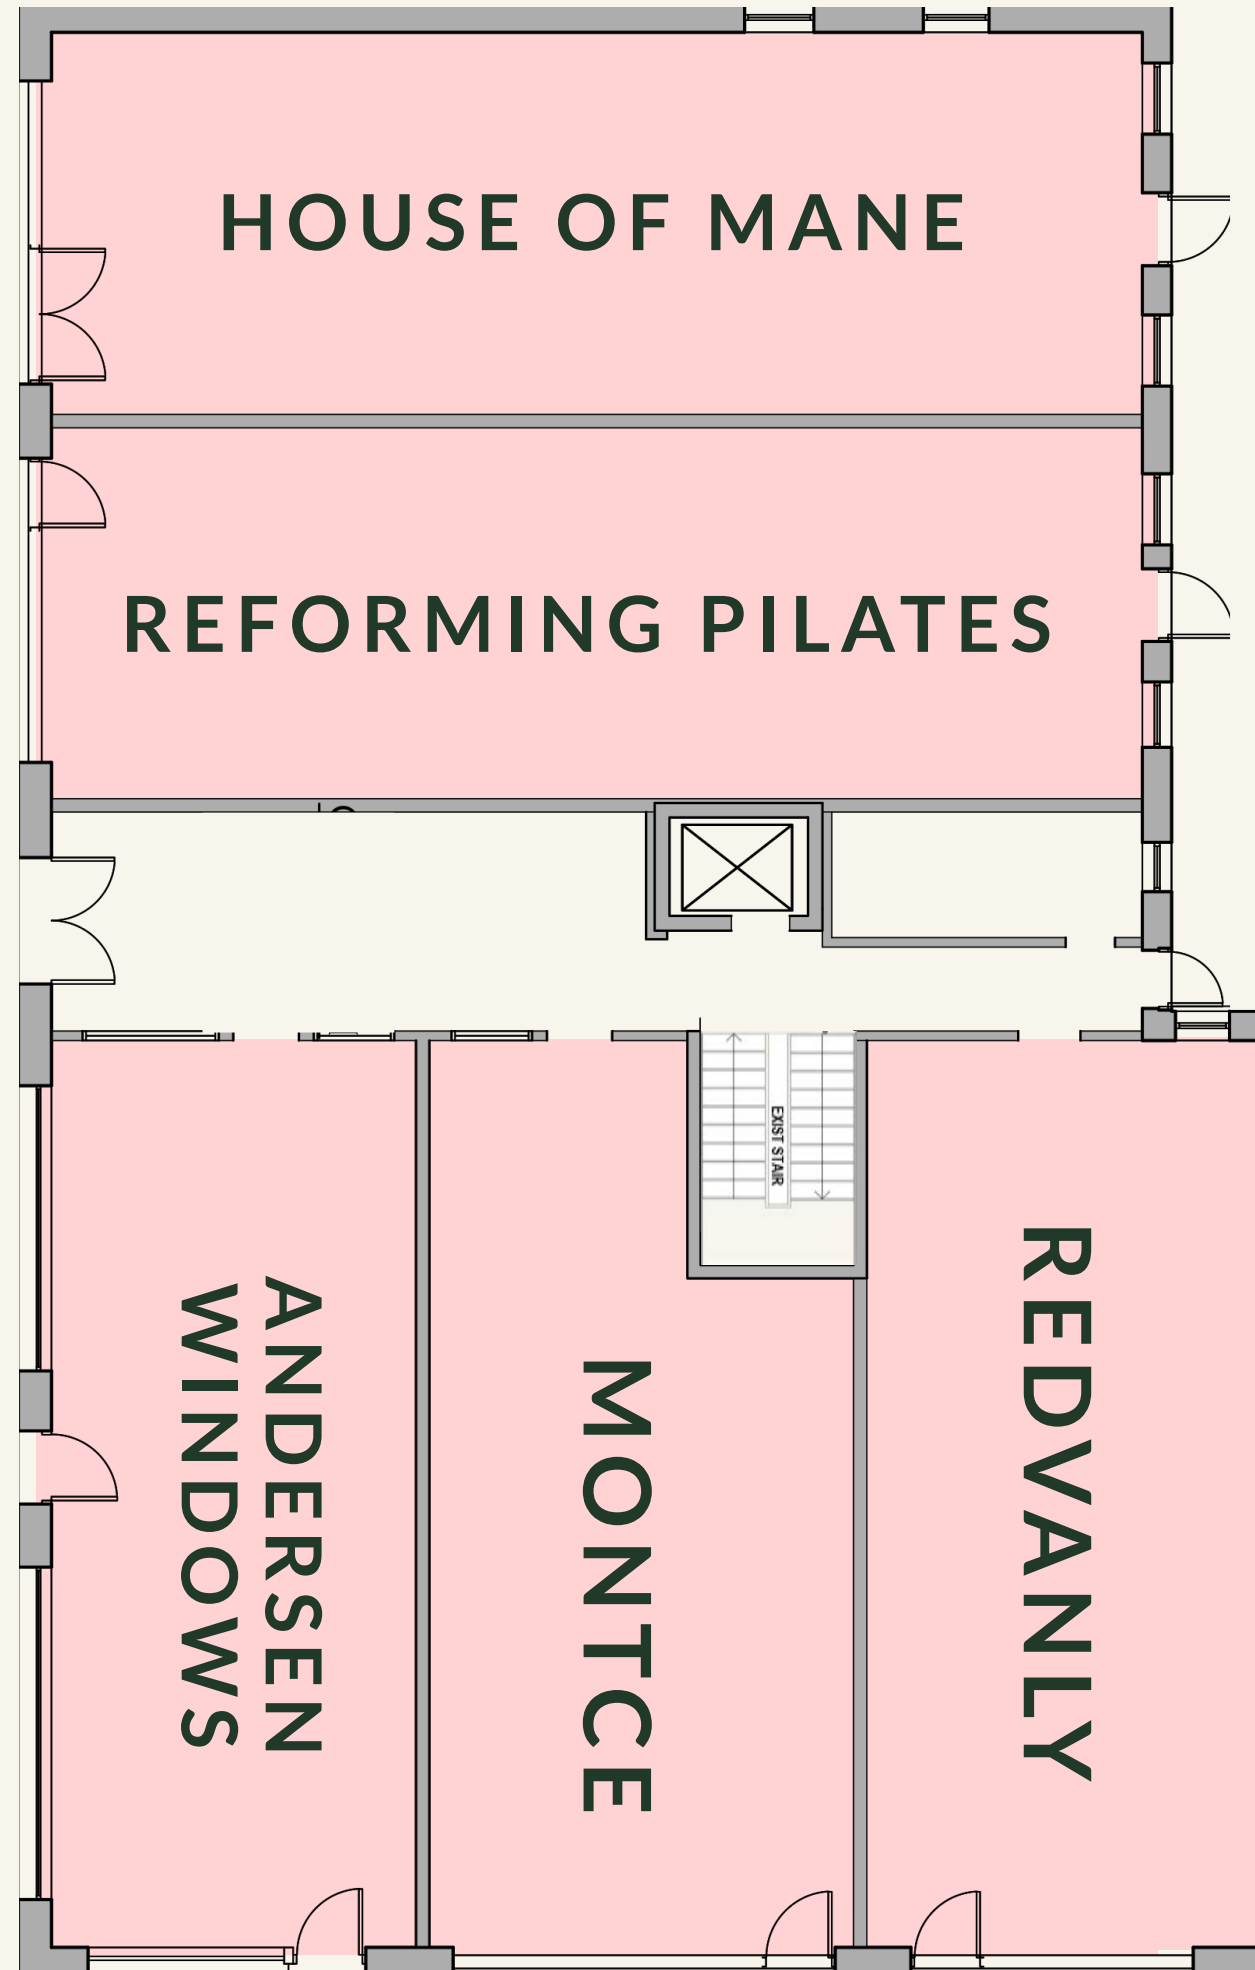 HOUSE OF MANE
REFORMING PILATES
EXIST STAIR
ANDERSEN
WINDOWS
MONTCE
REDVANLY